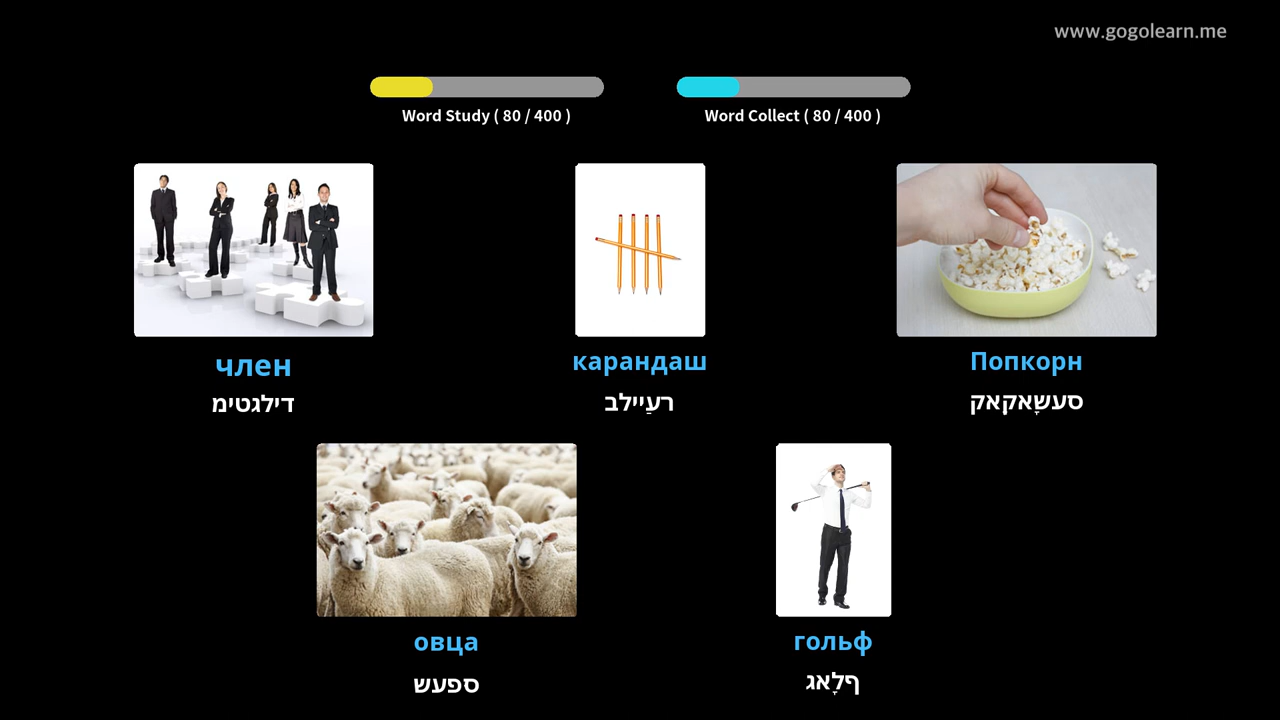 www.gogolearn.me
Word Study ( 80 / 400 )
Word Collect ( 80 / 400 )
член
דילגטימ
карандаш
רעַיילב
Попкорн
סעשָאקאק
овца
ספעש
гольф
ףלָאג